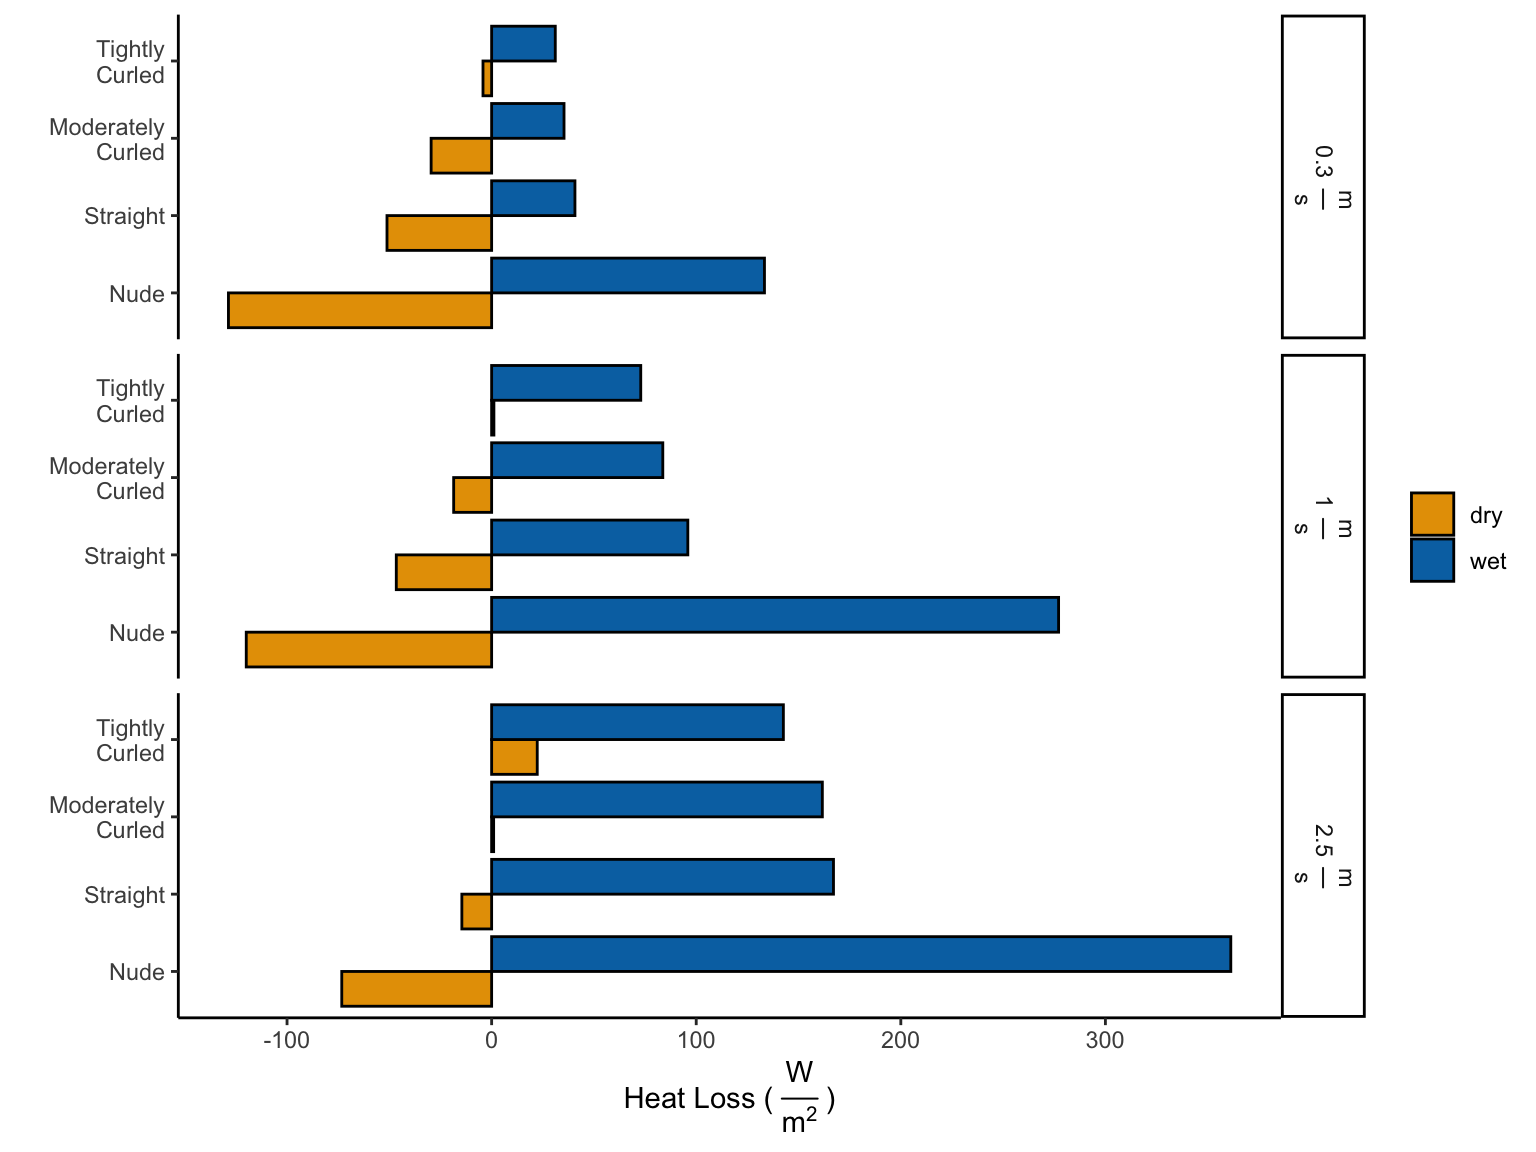 Tightly
Curled
Moderately
Curled
Straight
Nude
0.3 m/s
Tightly
Curled
Moderately
Curled
Straight
Nude
1 m/s
Tightly
Curled
Moderately
Curled
Straight
Nude
2.5 m/s
-100 0 100 200 300
Heat Loss ( W/m² )
dry
wet